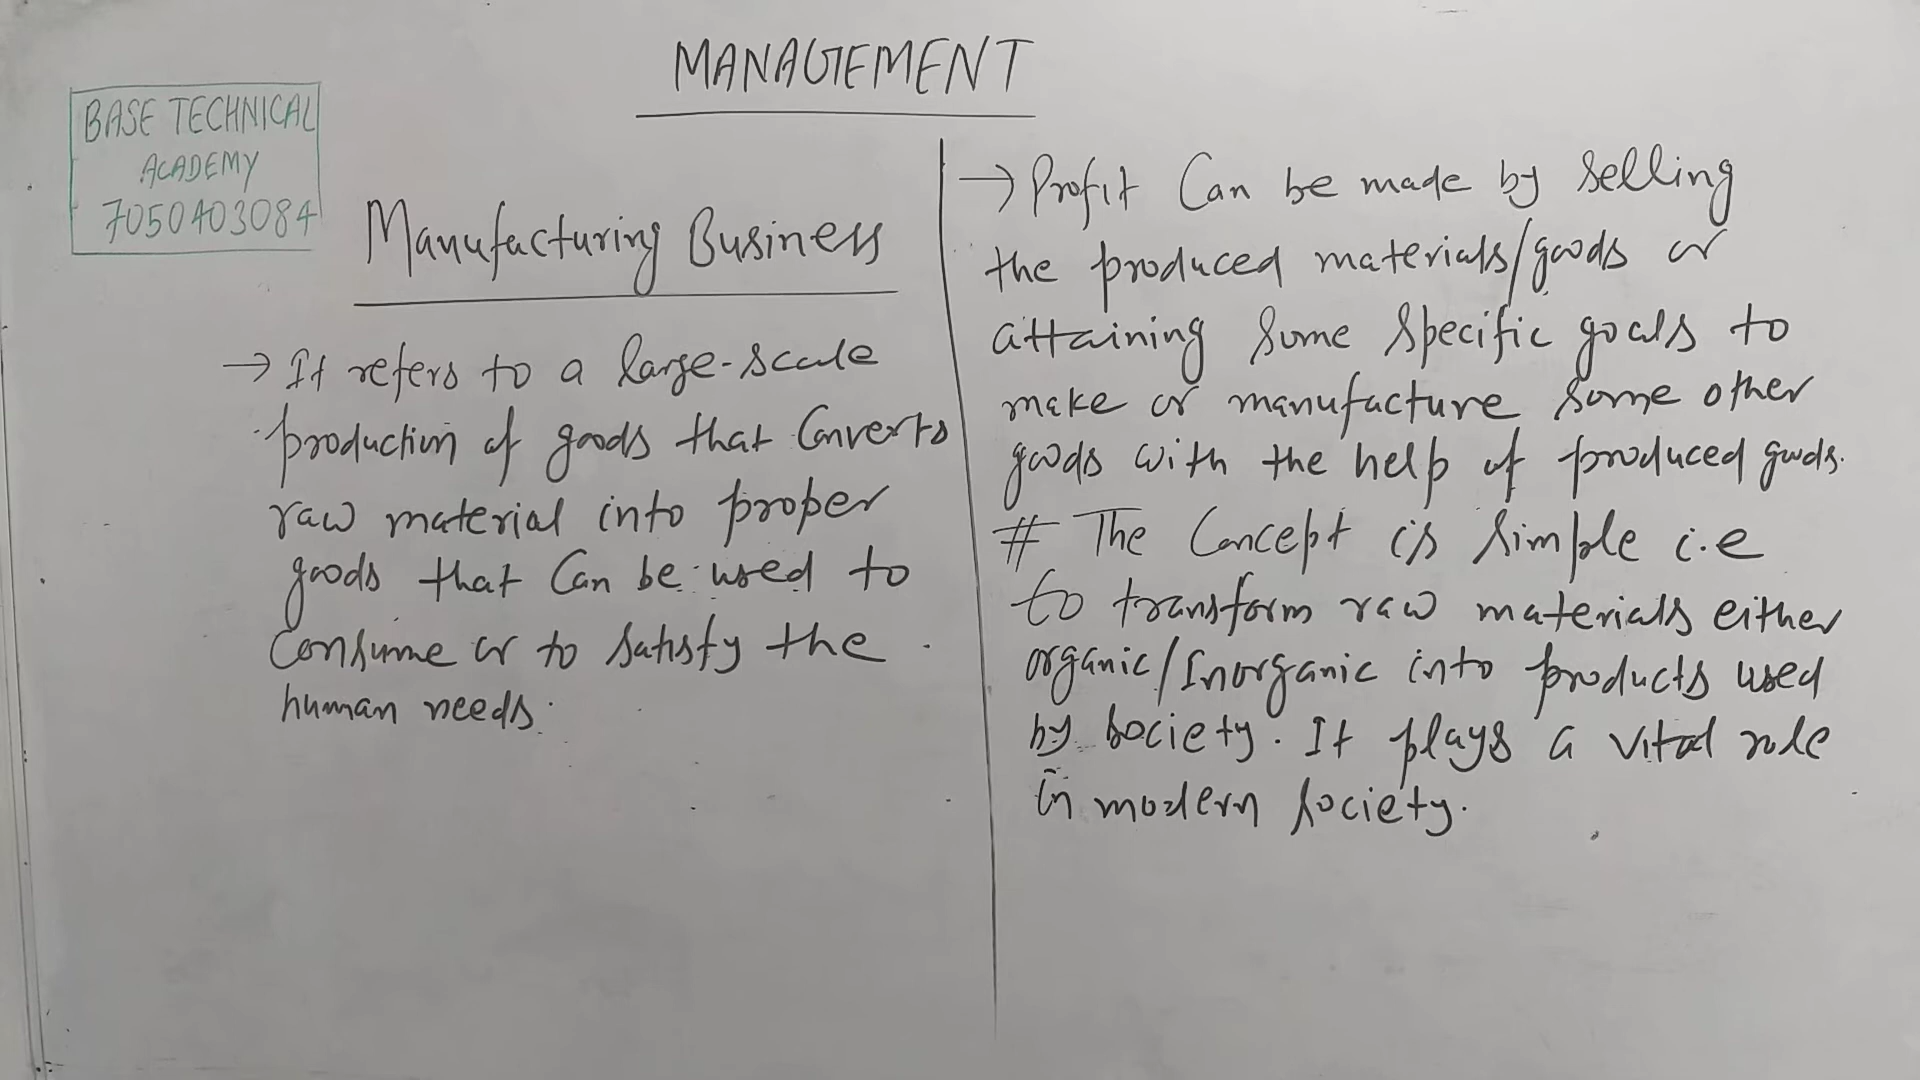 MANAGEMENT
BASE TECHNICAL
ACADEMY
7050403084
Manufacturing Business
→ It refers to a large-scale
production of goods that Converts
raw material into proper
goods that Can be used to
Consume or to satisfy the
human needs.
→ Profit Can be made by selling
the produced materials/goods or
attaining some specific goals to
make or manufacture some other
goods with the help of produced goods.
# The Concept is simple i.e
to transform raw materials either
organic/Inorganic into products used
by society. It plays a vital role
in modern society.